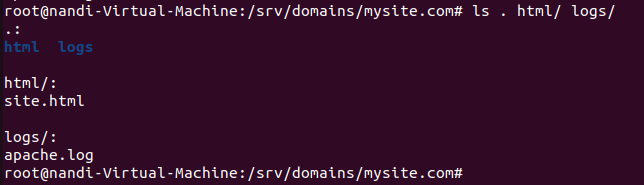 root@nandi-Virtual-Machine:/srv/domains/mysite.com# ls . html/ logs/
.:
html  logs

html/:
site.html

logs/:
apache.log
root@nandi-Virtual-Machine:/srv/domains/mysite.com#